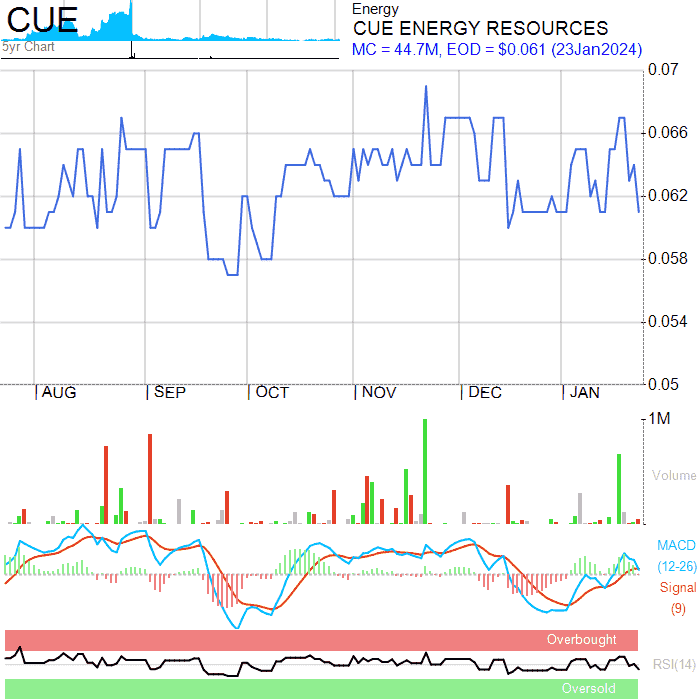 CUE
5yr Chart
Energy
CUE ENERGY RESOURCES
MC = 44.7M, EOD = $0.061 (23Jan2024)
0.07
0.066
0.062
0.058
0.054
0.05
AUG SEP OCT NOV DEC JAN
1M
Volume
MACD
(12-26)
Signal
(9)
Overbought
RSI(14)
Oversold